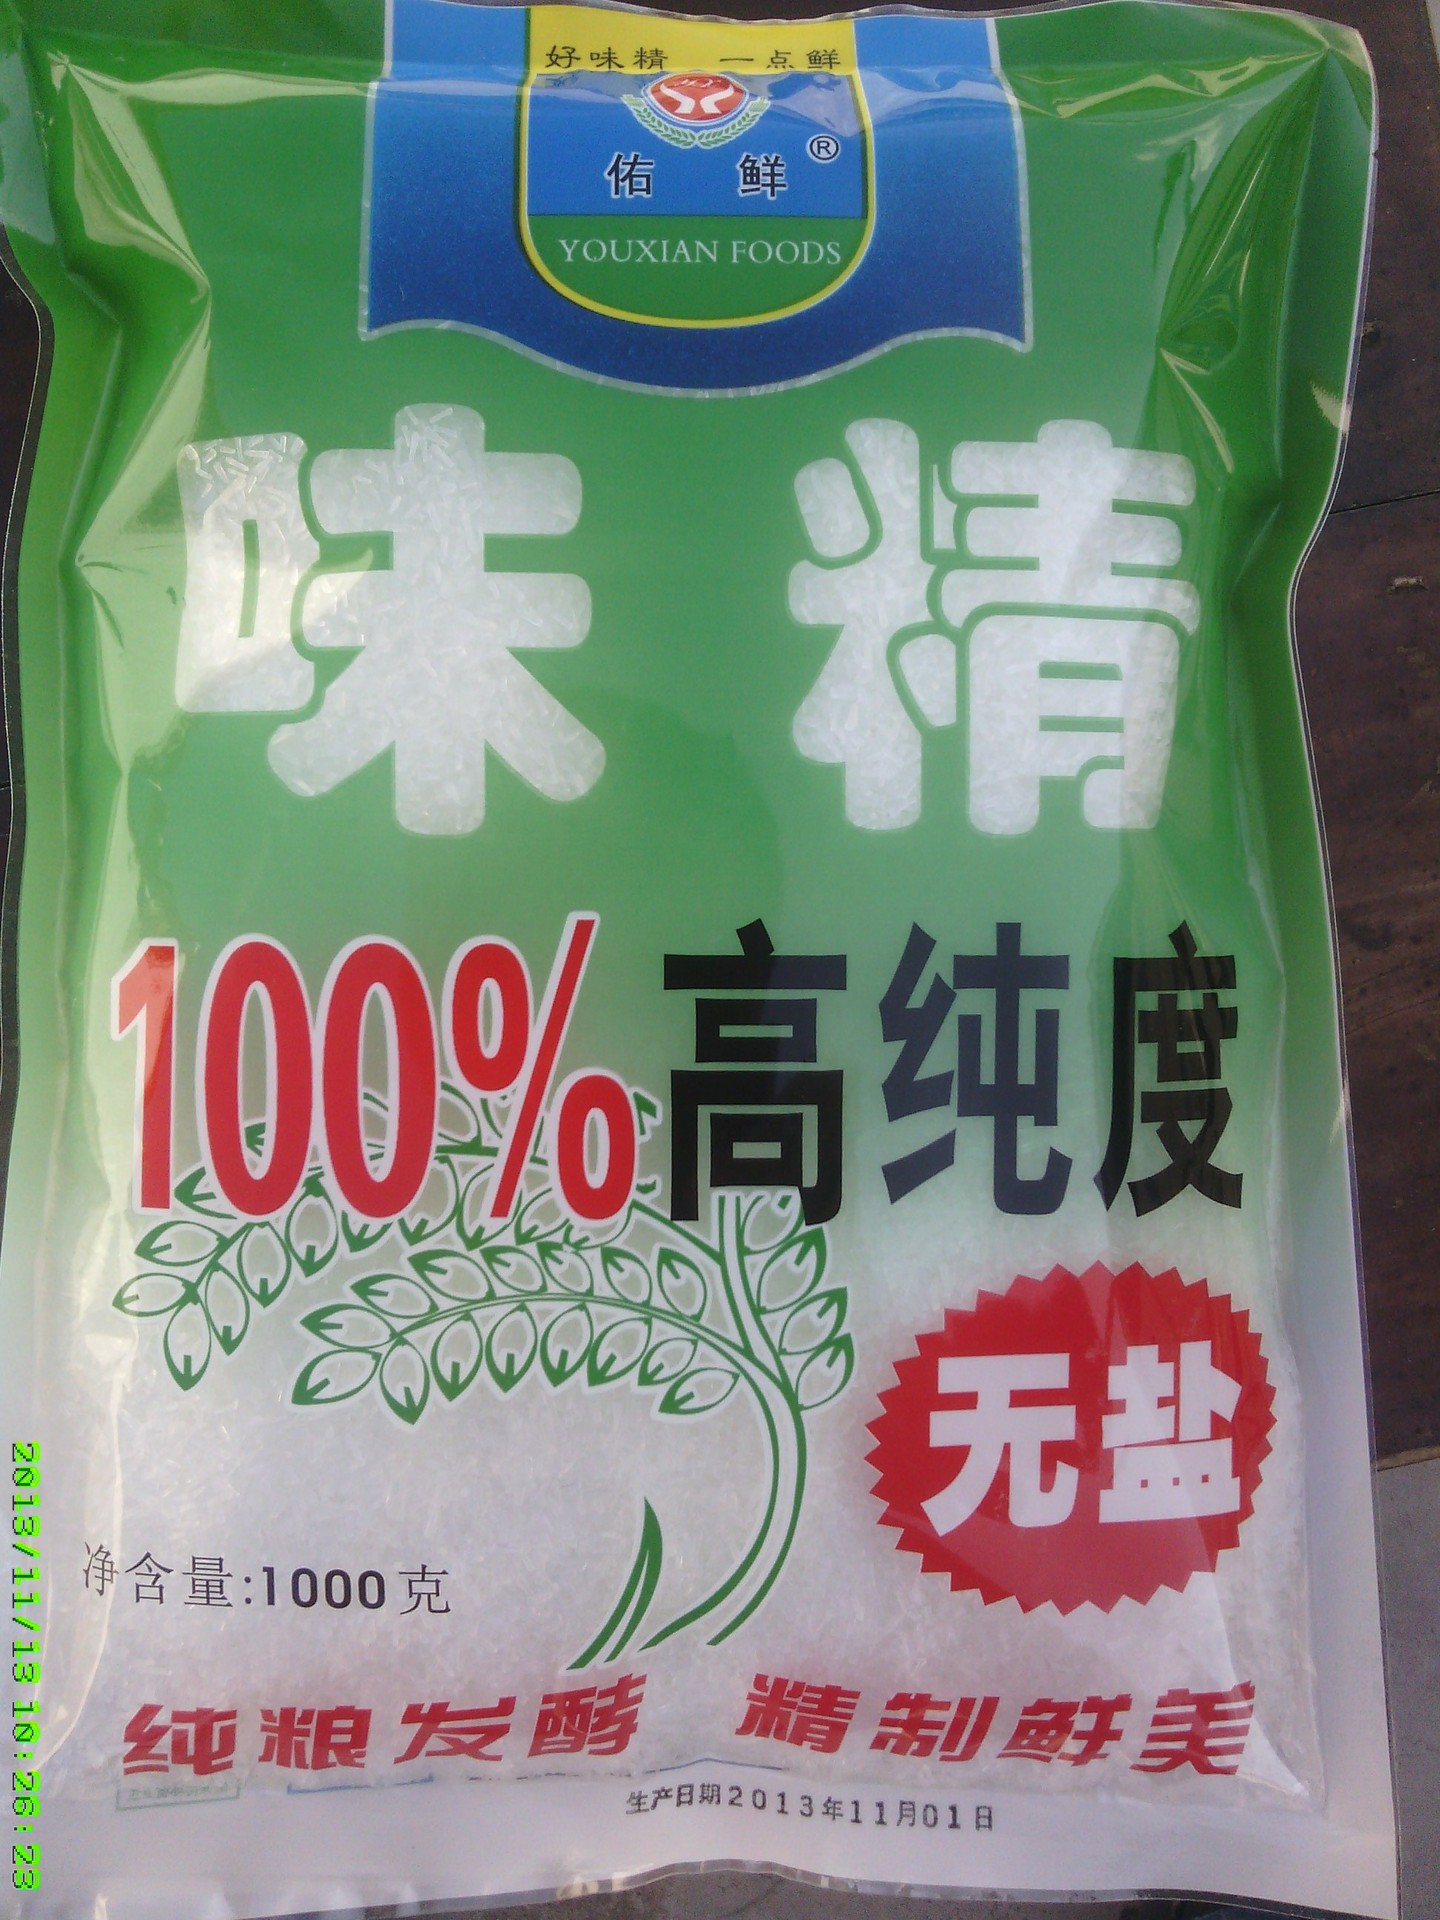 好味精 一点鲜
佑鲜®
YOUXIAN FOODS
味精
100%高纯度
无盐
净含量:1000克
纯粮发酵 精制鲜美
生产日期2013年11月01日
2013/11/13 10:26:23